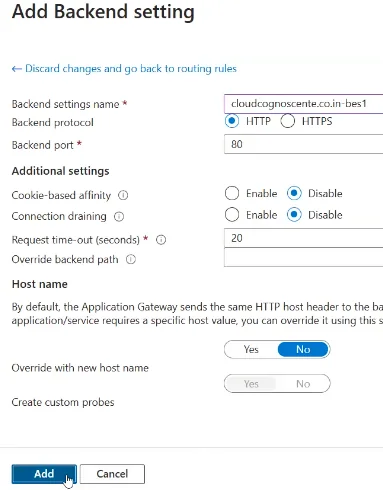 Add Backend setting
← Discard changes and go back to routing rules
Backend settings name * cloudcognoscente.co.in-bes1
Backend protocol HTTP HTTPS
Backend port * 80
Additional settings
Cookie-based affinity Enable Disable
Connection draining Enable Disable
Request time-out (seconds) * 20
Override backend path
Host name
By default, the Application Gateway sends the same HTTP host header to the ba
application/service requires a specific host value, you can override it using this s
Yes No
Override with new host name
Yes No
Create custom probes
Add Cancel